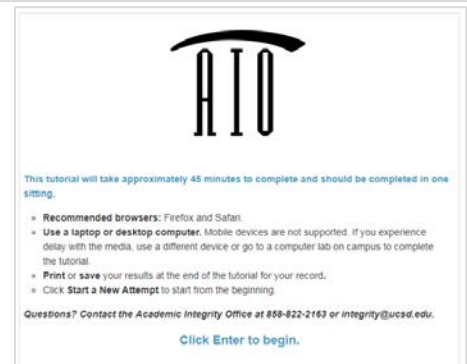 AIO
This tutorial will take approximately 45 minutes to complete and should be completed in one
sitting.
Recommended browsers: Firefox and Safari.
Use a laptop or desktop computer. Mobile devices are not supported. If you experience
delay with the media, use a different device or go to a computer lab on campus to complete
the tutorial.
Print or save your results at the end of the tutorial for your record.
Click Start a New Attempt to start from the beginning.
Questions? Contact the Academic Integrity Office at 858-822-2163 or integrity@ucsd.edu.
Click Enter to begin.